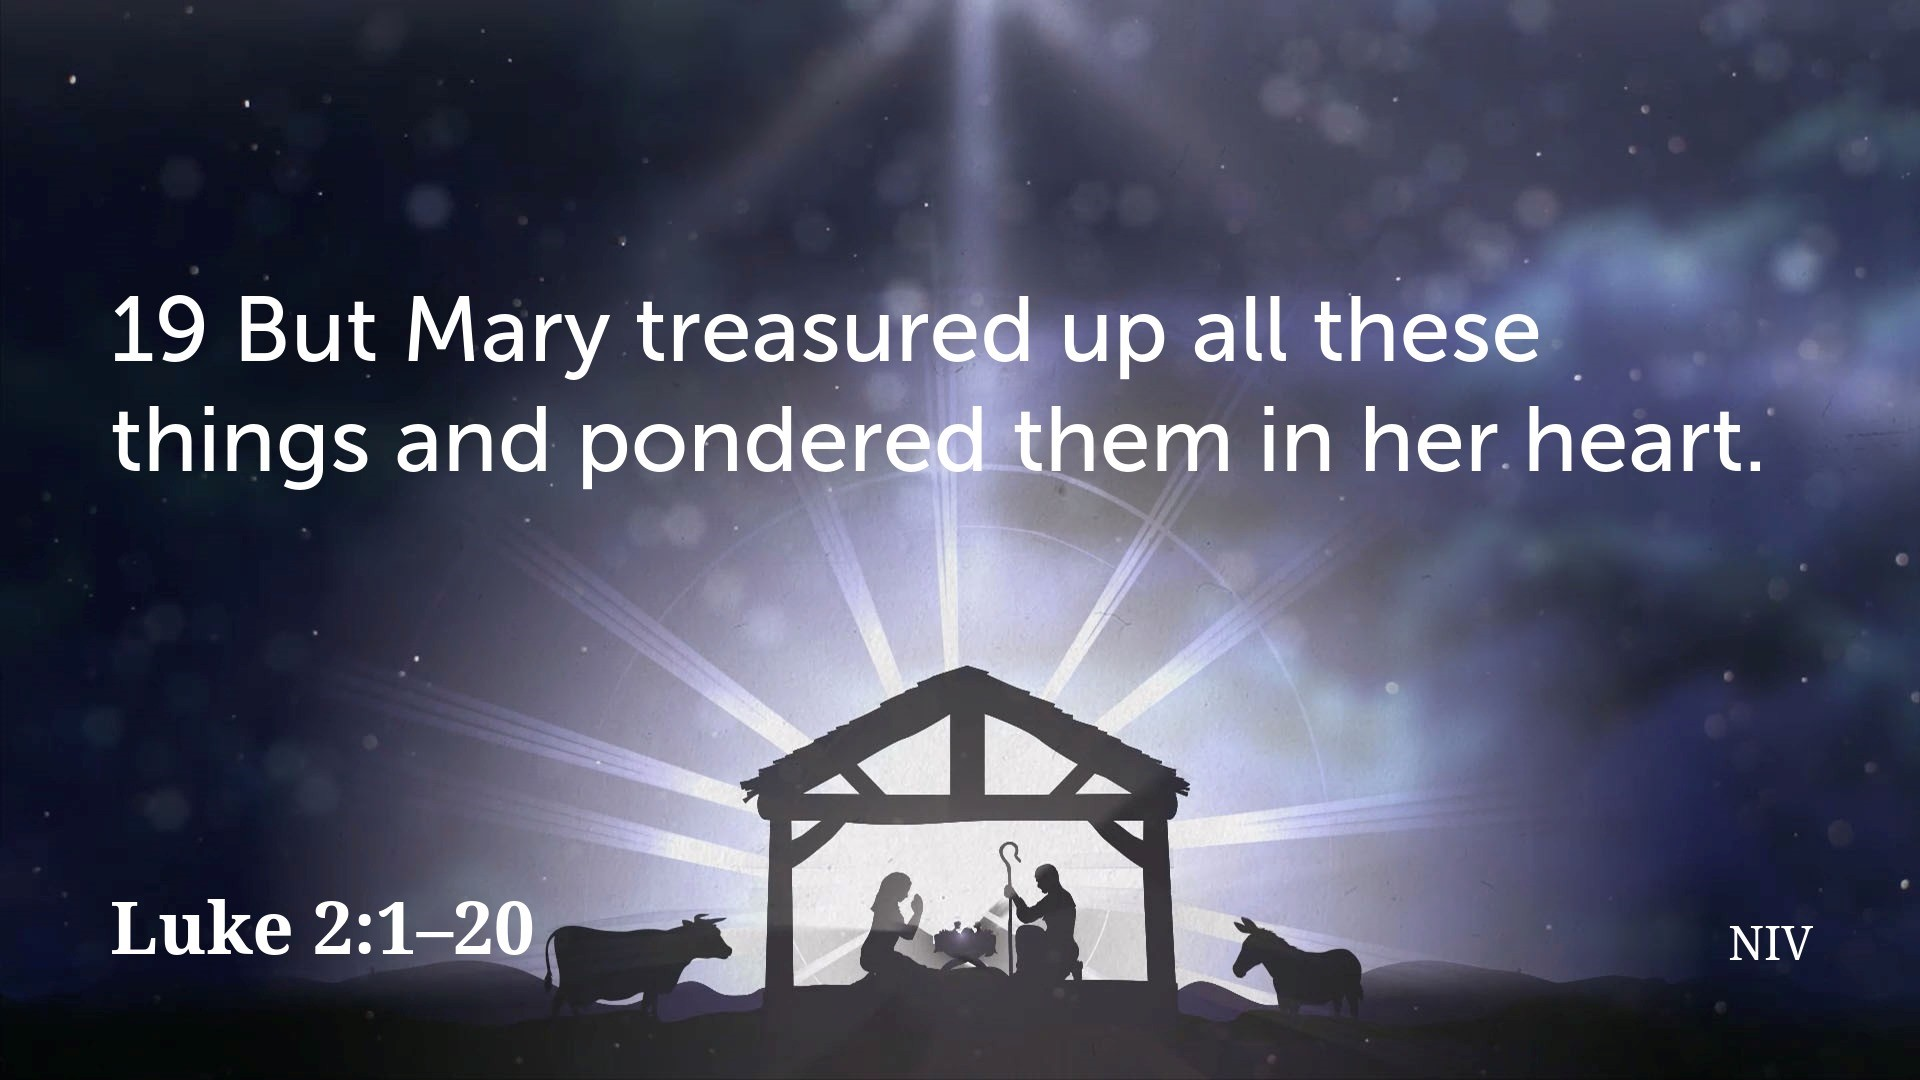 19 But Mary treasured up all these
things and pondered them in her heart.
Luke 2:1–20
NIV